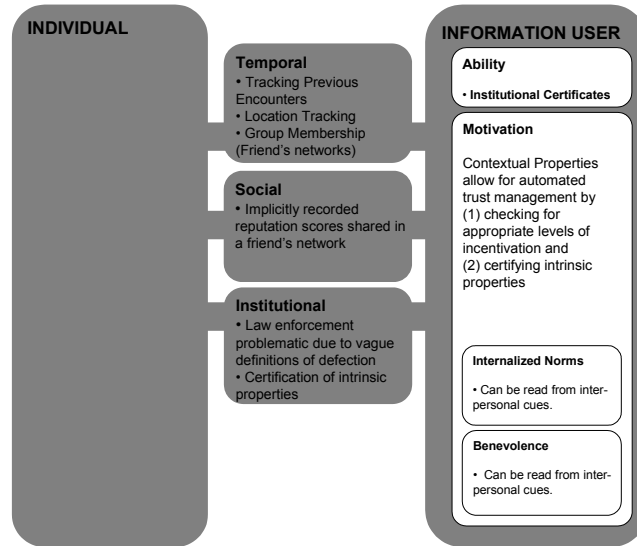 INDIVIDUAL
Temporal
• Tracking Previous
Encounters
• Location Tracking
• Group Membership
(Friend's networks)
Social
• Implicitly recorded
reputation scores shared in
a friend's network
Institutional
• Law enforcement
problematic due to vague
definitions of defection
• Certification of intrinsic
properties
INFORMATION USER
Ability
• Institutional Certificates
Motivation
Contextual Properties
allow for automated
trust management by
(1) checking for
appropriate levels of
incentivation and
(2) certifying intrinsic
properties
Internalized Norms
• Can be read from inter-
personal cues.
Benevolence
• Can be read from inter-
personal cues.